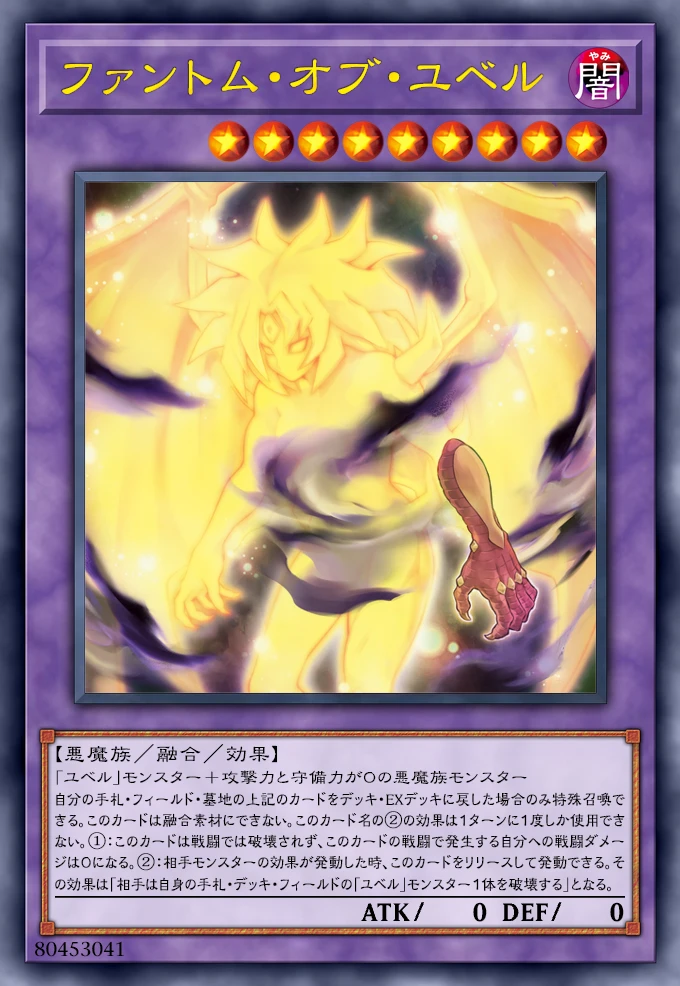 ファントム・オブ・ユベル
やみ
闇
【悪魔族/融合/効果】
「ユベル」モンスター+攻撃力と守備力が0の悪魔族モンスター
自分の手札・フィールド・墓地の上記のカードをデッキ・EXデッキに戻した場合のみ特殊召喚で
きる。このカードは融合素材にできない。このカード名の②の効果は1ターンに1度しか使用でき
ない。①:このカードは戦闘では破壊されず、このカードの戦闘で発生する自分への戦闘ダメー
ジは0になる。②:相手モンスターの効果が発動した時、このカードをリリースして発動できる。そ
の効果は「相手は自身の手札・デッキ・フィールドの「ユベル」モンスター1体を破壊する」となる。
ATK/ 0 DEF/ 0
80453041